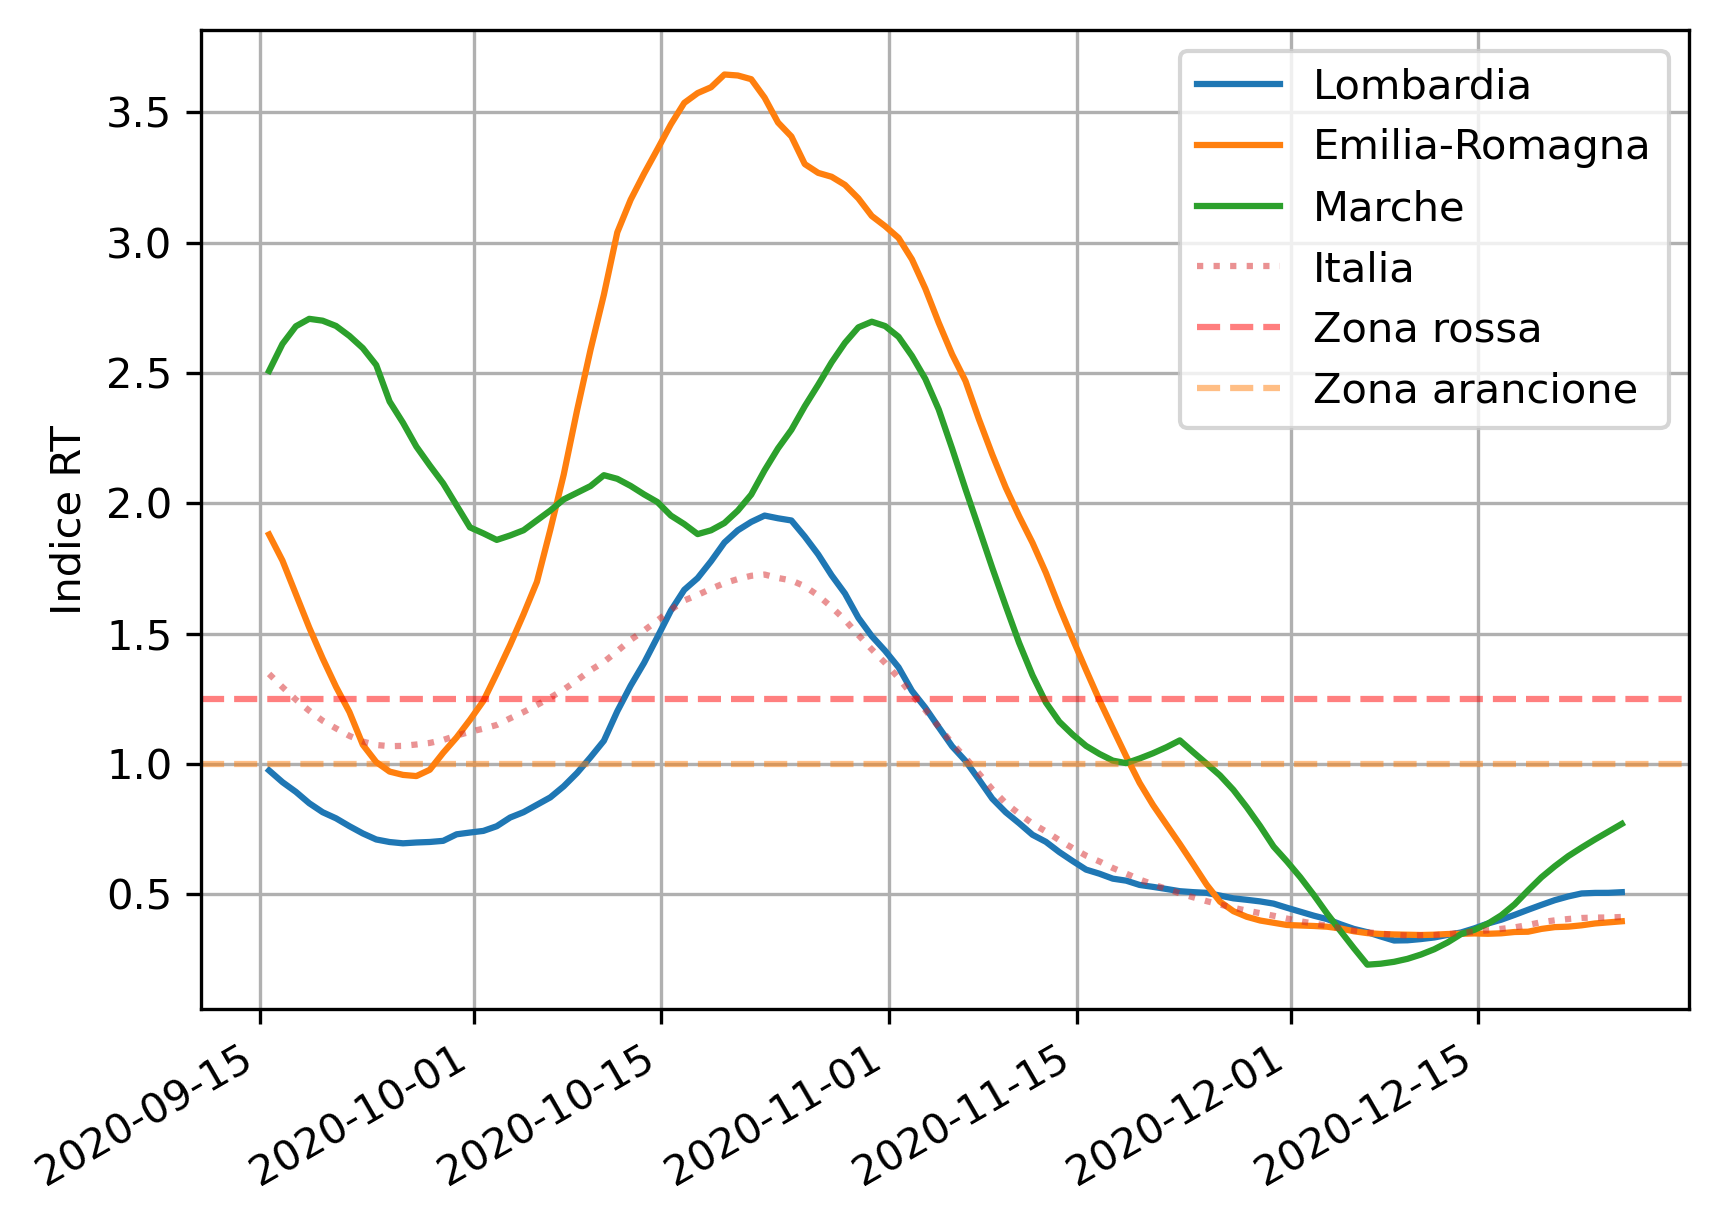 Lombardia
Emilia-Romagna
Marche
Italia
Zona rossa
Zona arancione
Indice RT
3.5
3.0
2.5
2.0
1.5
1.0
0.5
2020-09-15
2020-10-01
2020-10-15
2020-11-01
2020-11-15
2020-12-01
2020-12-15